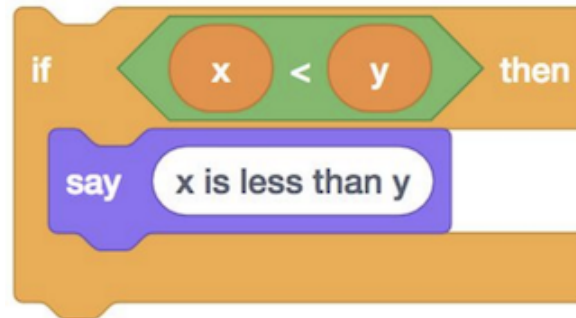 if x < y then
say x is less than y